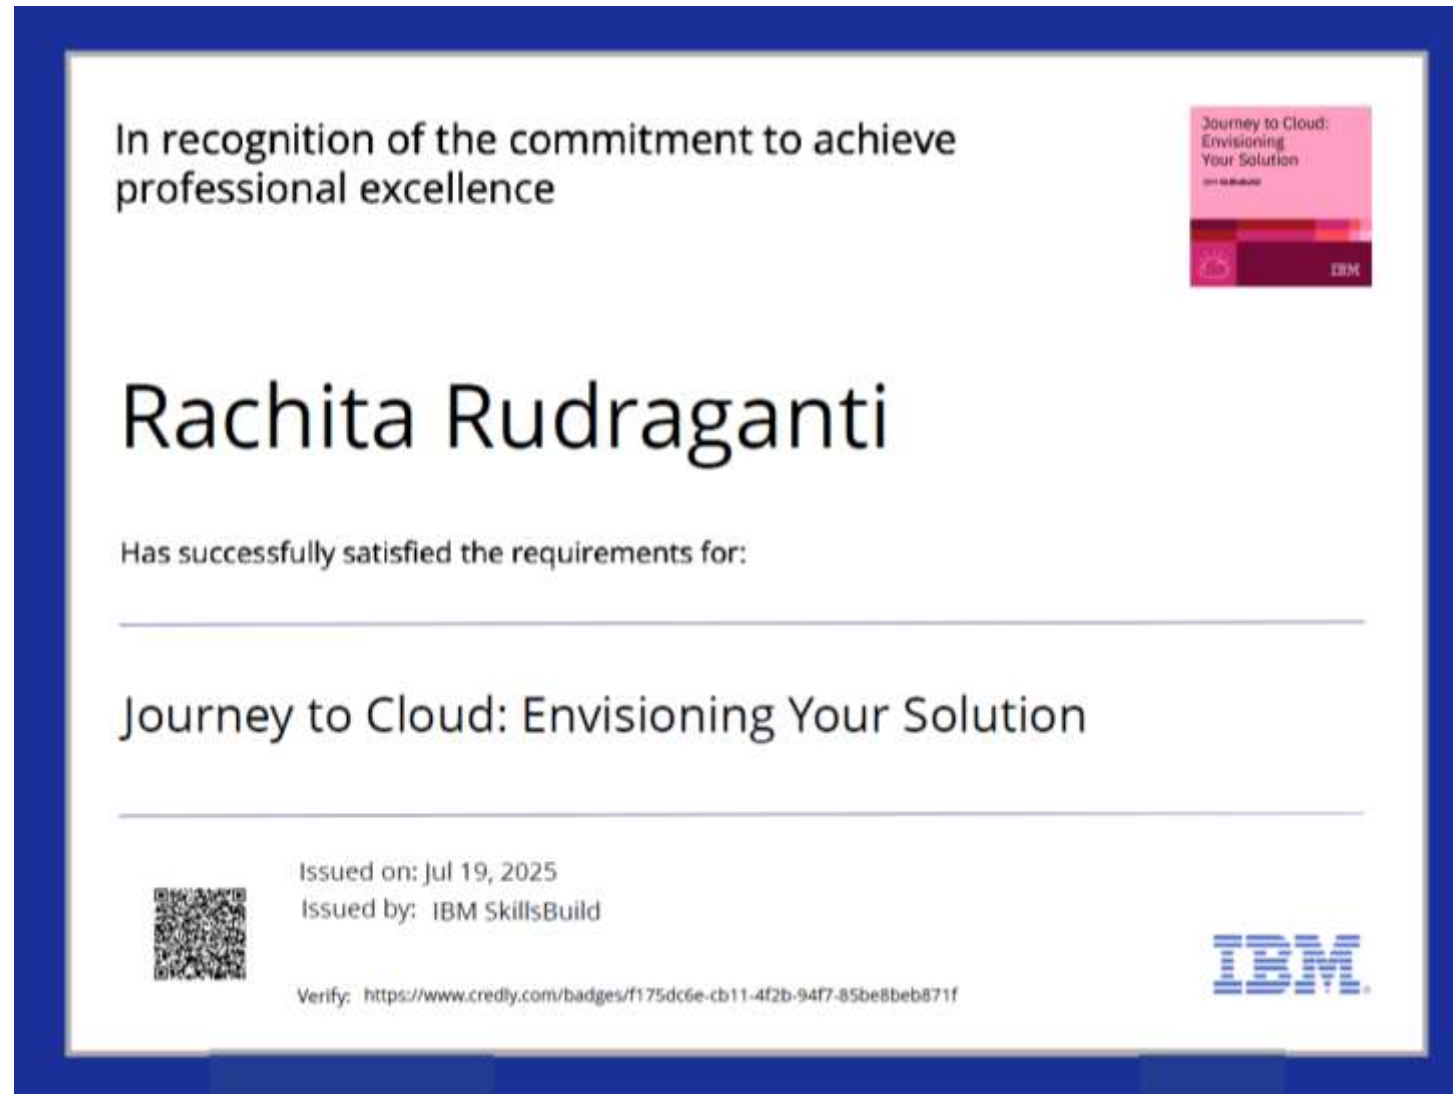 In recognition of the commitment to achieve
professional excellence
Journey to Cloud:
Envisioning
Your Solution
IBM SkillsBuild
IBM
Rachita Rudraganti
Has successfully satisfied the requirements for:
Journey to Cloud: Envisioning Your Solution
Issued on: Jul 19, 2025
Issued by: IBM SkillsBuild
Verify: https://www.credly.com/badges/f175dc6e-cb11-4f2b-94f7-85be8beb871f
IBM